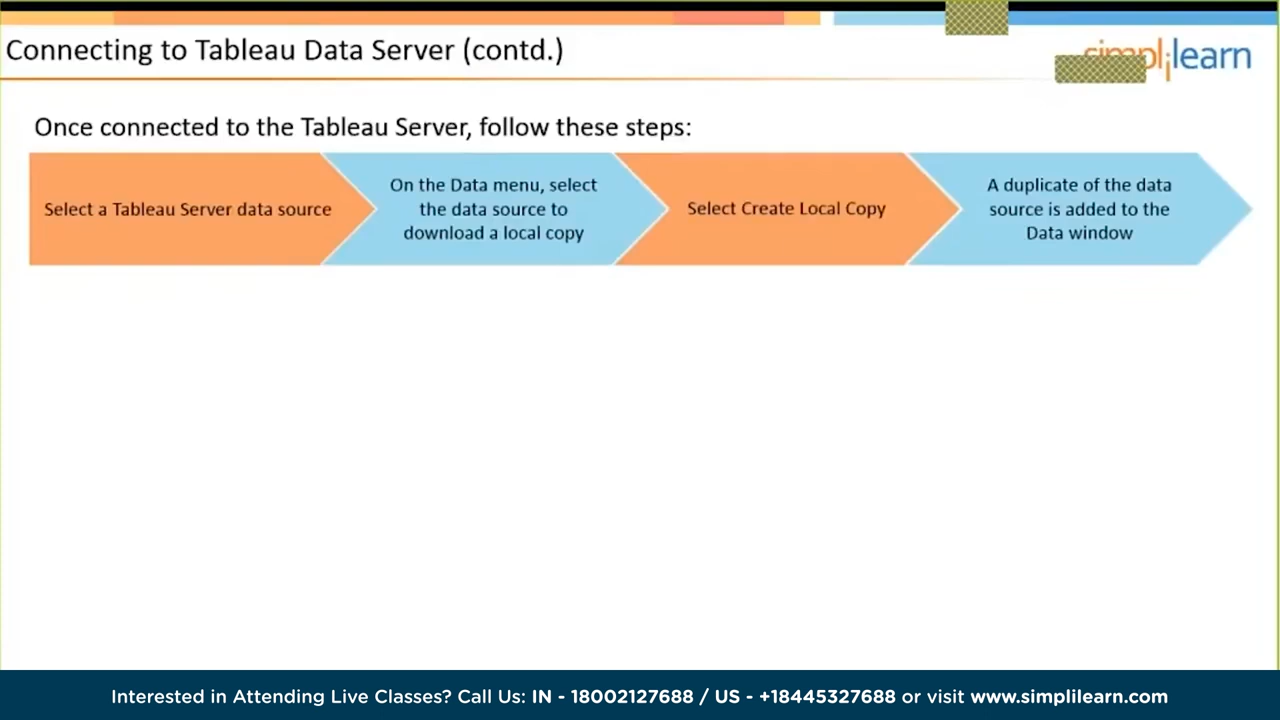 Connecting to Tableau Data Server (contd.)
simplilearn
Once connected to the Tableau Server, follow these steps:
Select a Tableau Server data source
On the Data menu, select
the data source to
download a local copy
Select Create Local Copy
A duplicate of the data
source is added to the
Data window
Interested in Attending Live Classes? Call Us: IN - 18002127688 / US - +18445327688 or visit www.simplilearn.com